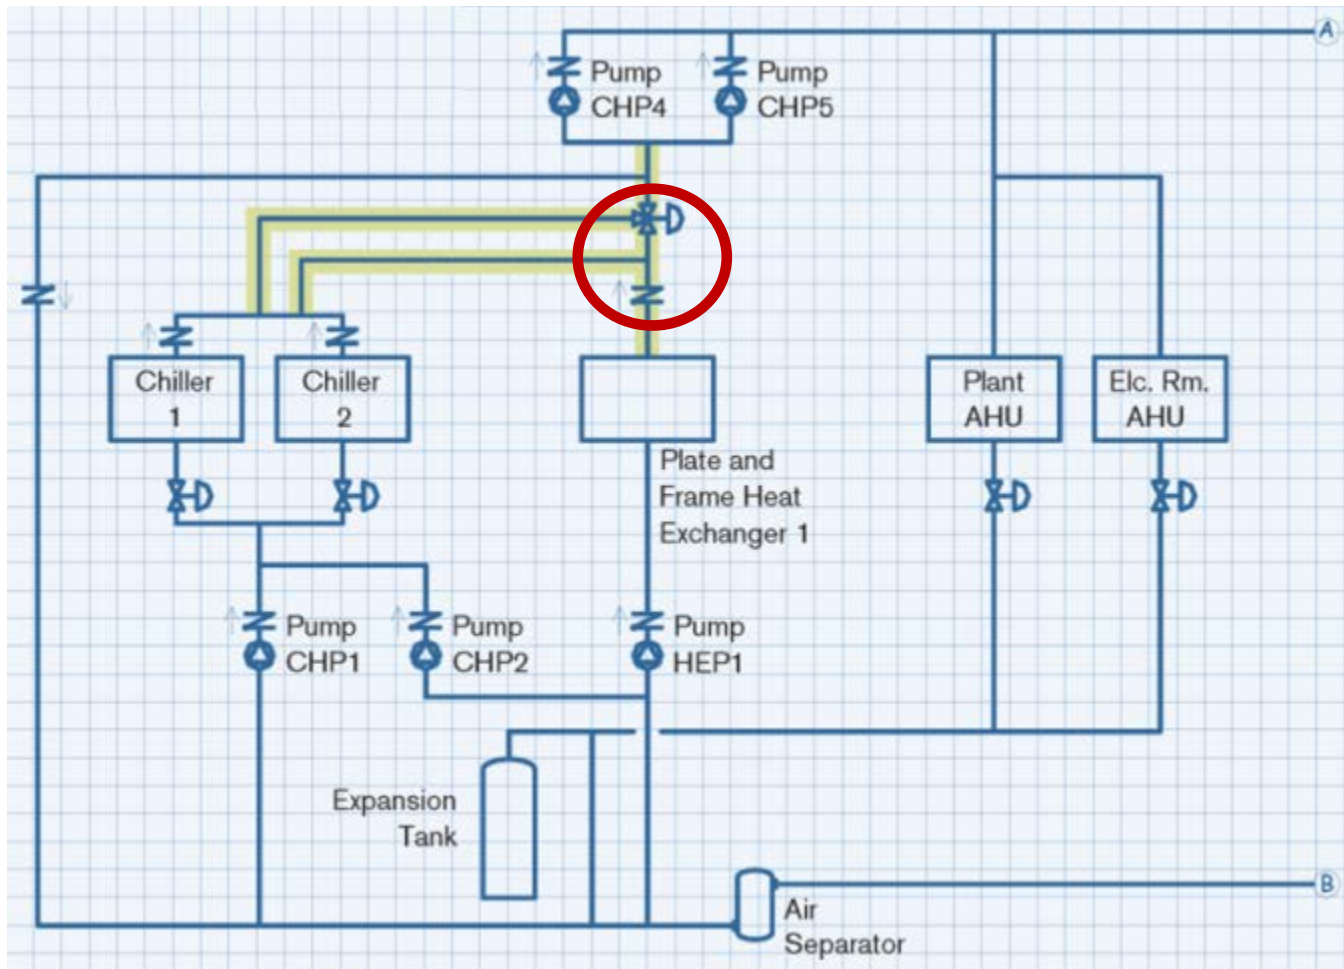 A
Pump
CHP4
Pump
CHP5
Chiller
1
Chiller
2
Plant
AHU
Elc. Rm.
AHU
Plate and
Frame Heat
Exchanger 1
Pump
CHP1
Pump
CHP2
Pump
HEP1
Expansion
Tank
B
Air
Separator